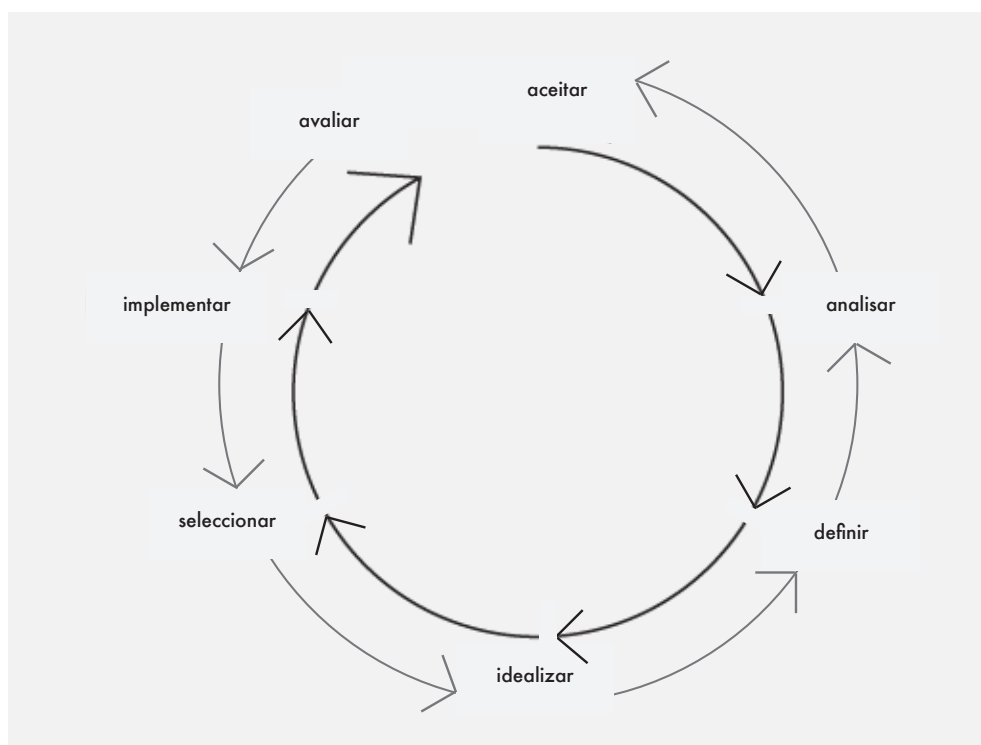 aceitar
avaliar
implementar
analisar
seleccionar
definir
idealizar